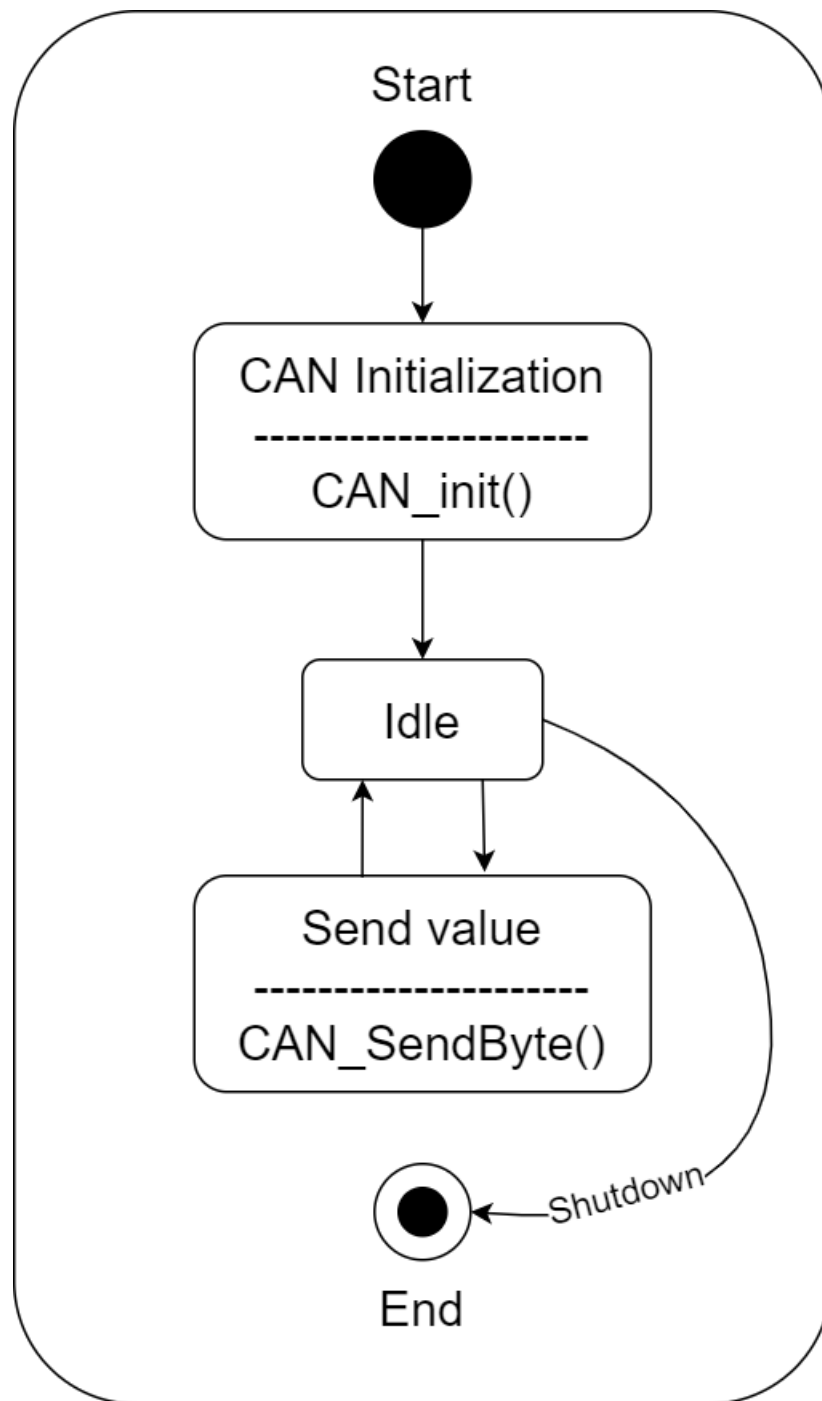 Start
CAN Initialization
----------------------
CAN_init()
Idle
Send value
----------------------
CAN_SendByte()
Shutdown
End